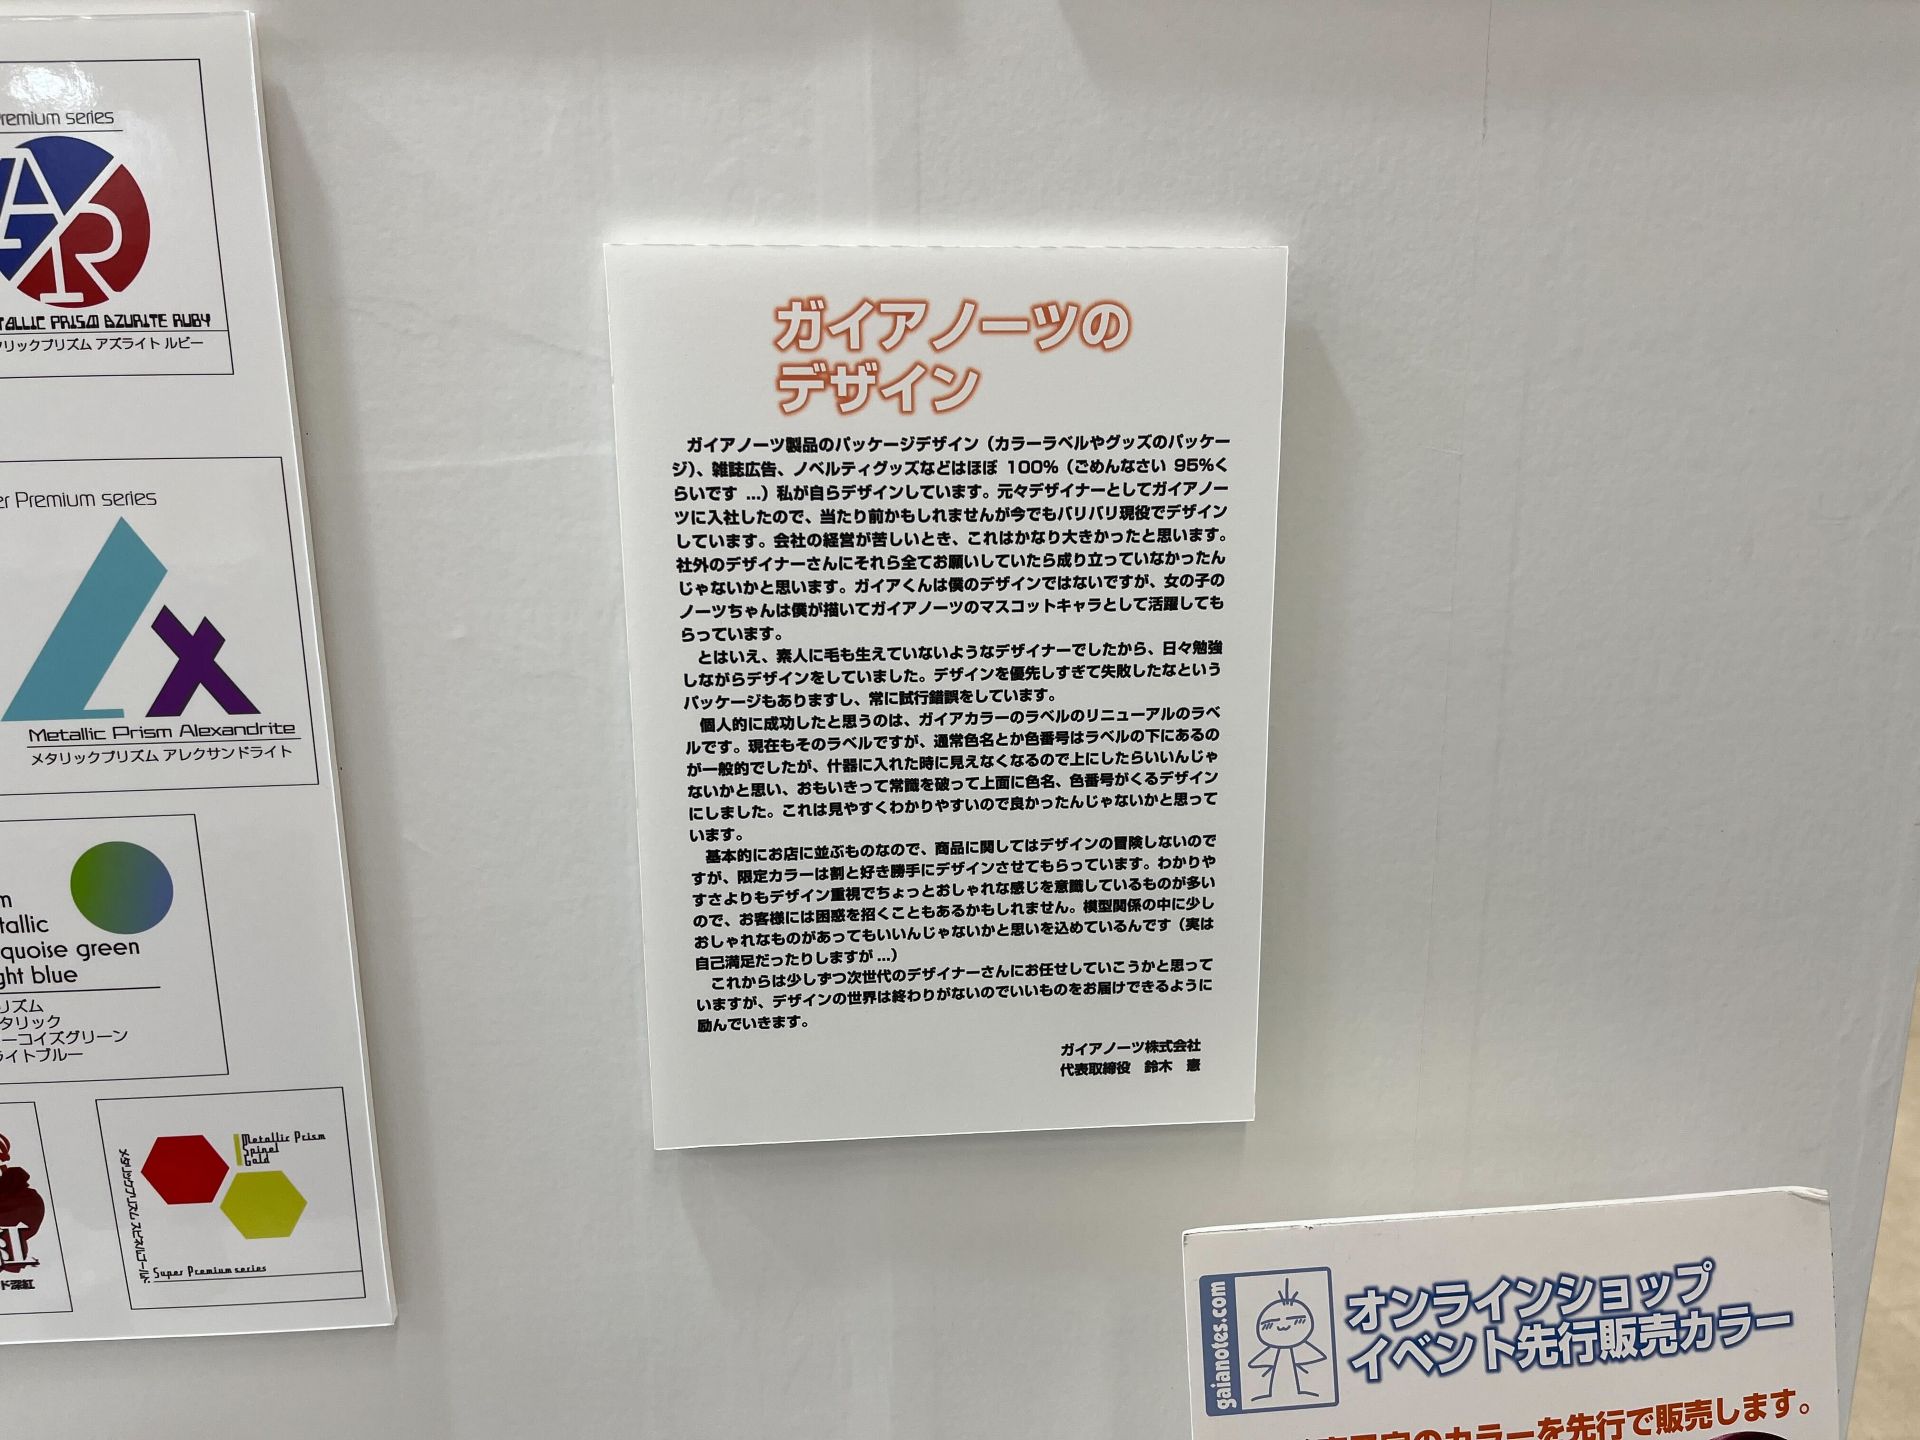 Premium series
AR
METALLIC PRISM AZURITE RUBY
メタリックプリズム アズライト ルビー
Super Premium series
Lx
Metallic Prism Alexandrite
メタリックプリズム アレクサンドライト
quoise green
ght blue
リズム
タリック
ーコイズグリーン
ライトブルー
ド深紅
Metallic Prism
Spinel
Gold
メタリックプリズム スピネルゴールド
Super Premium series
ガイアノーツの
デザイン
ガイアノーツ製品のパッケージデザイン（カラーラベルやグッズのパッケー
ジ）、雑誌広告、ノベルティグッズなどはほぼ 100%（ごめんなさい 95%く
らいです ...）私が自らデザインしています。元々デザイナーとしてガイアノー
ツに入社したので、当たり前かもしれませんが今でもバリバリ現役でデザイン
しています。会社の経営が苦しいとき、これはかなり大きかったと思います。
社外のデザイナーさんにそれら全てお願いしていたら成り立っていなかったん
じゃないかと思います。ガイアくんは僕のデザインではないですが、女の子の
ノーツちゃんは僕が描いてガイアノーツのマスコットキャラとして活躍しても
らっています。
とはいえ、素人に毛も生えていないようなデザイナーでしたから、日々勉強
しながらデザインをしていました。デザインを優先しすぎて失敗したなという
パッケージもありますし、常に試行錯誤をしています。
個人的に成功したと思うのは、ガイアカラーのラベルのリニューアルのラベ
ルです。現在もそのラベルですが、通常色名とか色番号はラベルの下にあるの
が一般的でしたが、什器に入れた時に見えなくなるので上にしたらいいんじゃ
ないかと思い、おもいきって常識を破って上面に色名、色番号がくるデザイン
にしました。これは見やすくわかりやすいので良かったんじゃないかと思って
います。
基本的にお店に並ぶものなので、商品に関してはデザインの冒険しないので
すが、限定カラーは割と好き勝手にデザインさせてもらっています。わかりや
すさよりもデザイン重視でちょっとおしゃれな感じを意識しているものが多い
ので、お客様には困惑を招くこともあるかもしれません。模型関係の中に少し
おしゃれなものがあってもいいんじゃないかと思いを込めているんです（実は
自己満足だったりしますが ...）
これからは少しずつ次世代のデザイナーさんにお任せしていこうかと思って
いますが、デザインの世界は終わりがないのでいいものをお届けできるように
励んでいきます。
ガイアノーツ株式会社
代表取締役 鈴木 憲
gaianotes.com
オンラインショップ
イベント先行販売カラー
のカラーを先行で販売します。